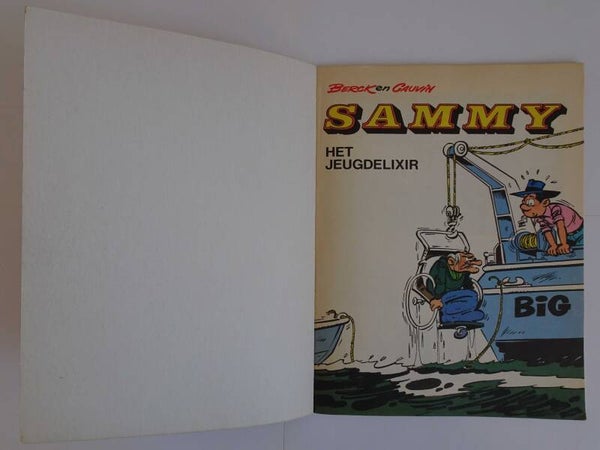 BERCK en CAUVIN
SAMMY
HET
JEUGDELIXIR
BiG